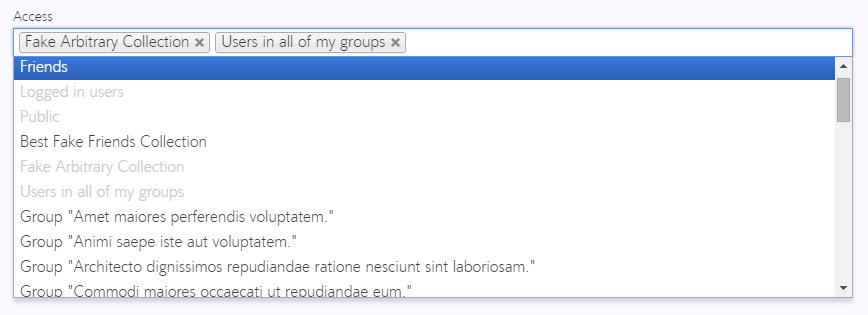 Access
Fake Arbitrary Collection × Users in all of my groups ×
Friends
Logged in users
Public
Best Fake Friends Collection
Fake Arbitrary Collection
Users in all of my groups
Group "Amet maiores perferendis voluptatem."
Group "Animi saepe iste aut voluptatem."
Group "Architecto dignissimos repudiandae ratione nesciunt sint laboriosam."
Group "Commodi maiores occaecati ut repudiandae eum."